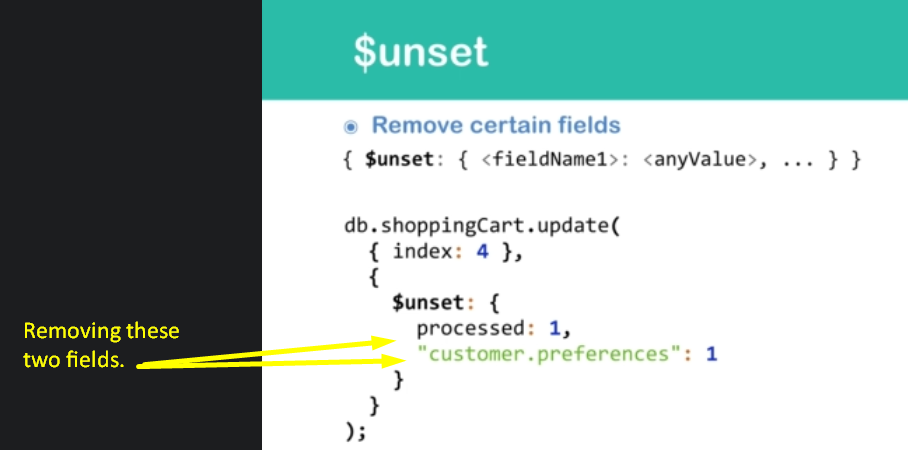 $unset
Remove certain fields
{ $unset: { <fieldName1>: <anyValue>, ... } }
db.shoppingCart.update(
{ index: 4 },
{
$unset: {
processed: 1,
"customer.preferences": 1
}
}
);
Removing these
two fields.